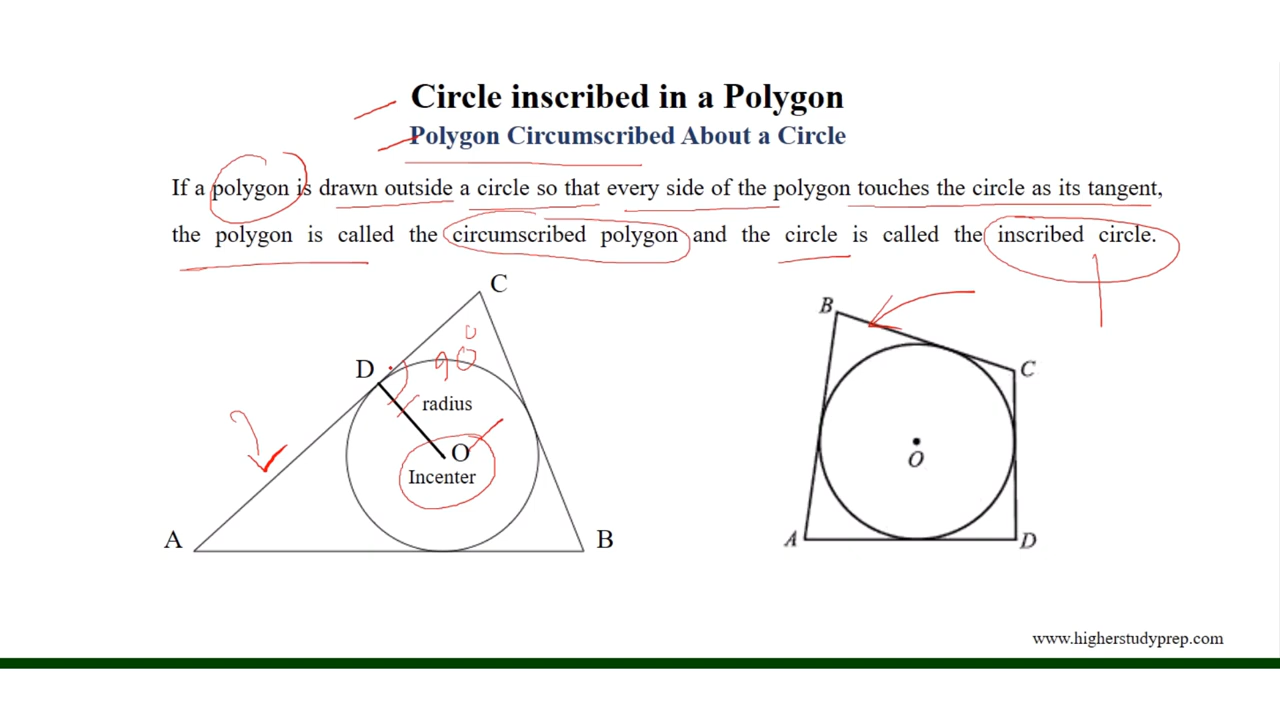 Circle inscribed in a Polygon
Polygon Circumscribed About a Circle
If a polygon is drawn outside a circle so that every side of the polygon touches the circle as its tangent,
the polygon is called the circumscribed polygon and the circle is called the inscribed circle.
C
D
90°
radius
O
Incenter
A
B
B
C
O
A
D
www.higherstudyprep.com